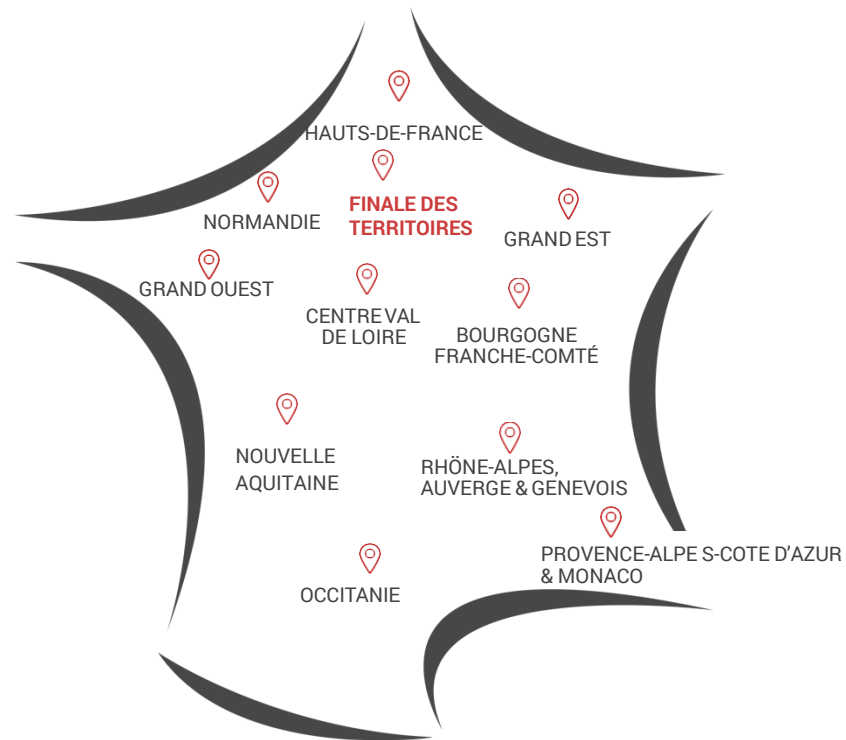 HAUTS-DE-FRANCE
NORMANDIE
FINALE DES
TERRITOIRES
GRAND EST
GRAND OUEST
CENTRE VAL
DE LOIRE
BOURGOGNE
FRANCHE-COMTÉ
NOUVELLE
AQUITAINE
RHÖNE-ALPES,
AUVERGE & GENEVOIS
PROVENCE-ALPE S-COTE D'AZUR
& MONACO
OCCITANIE